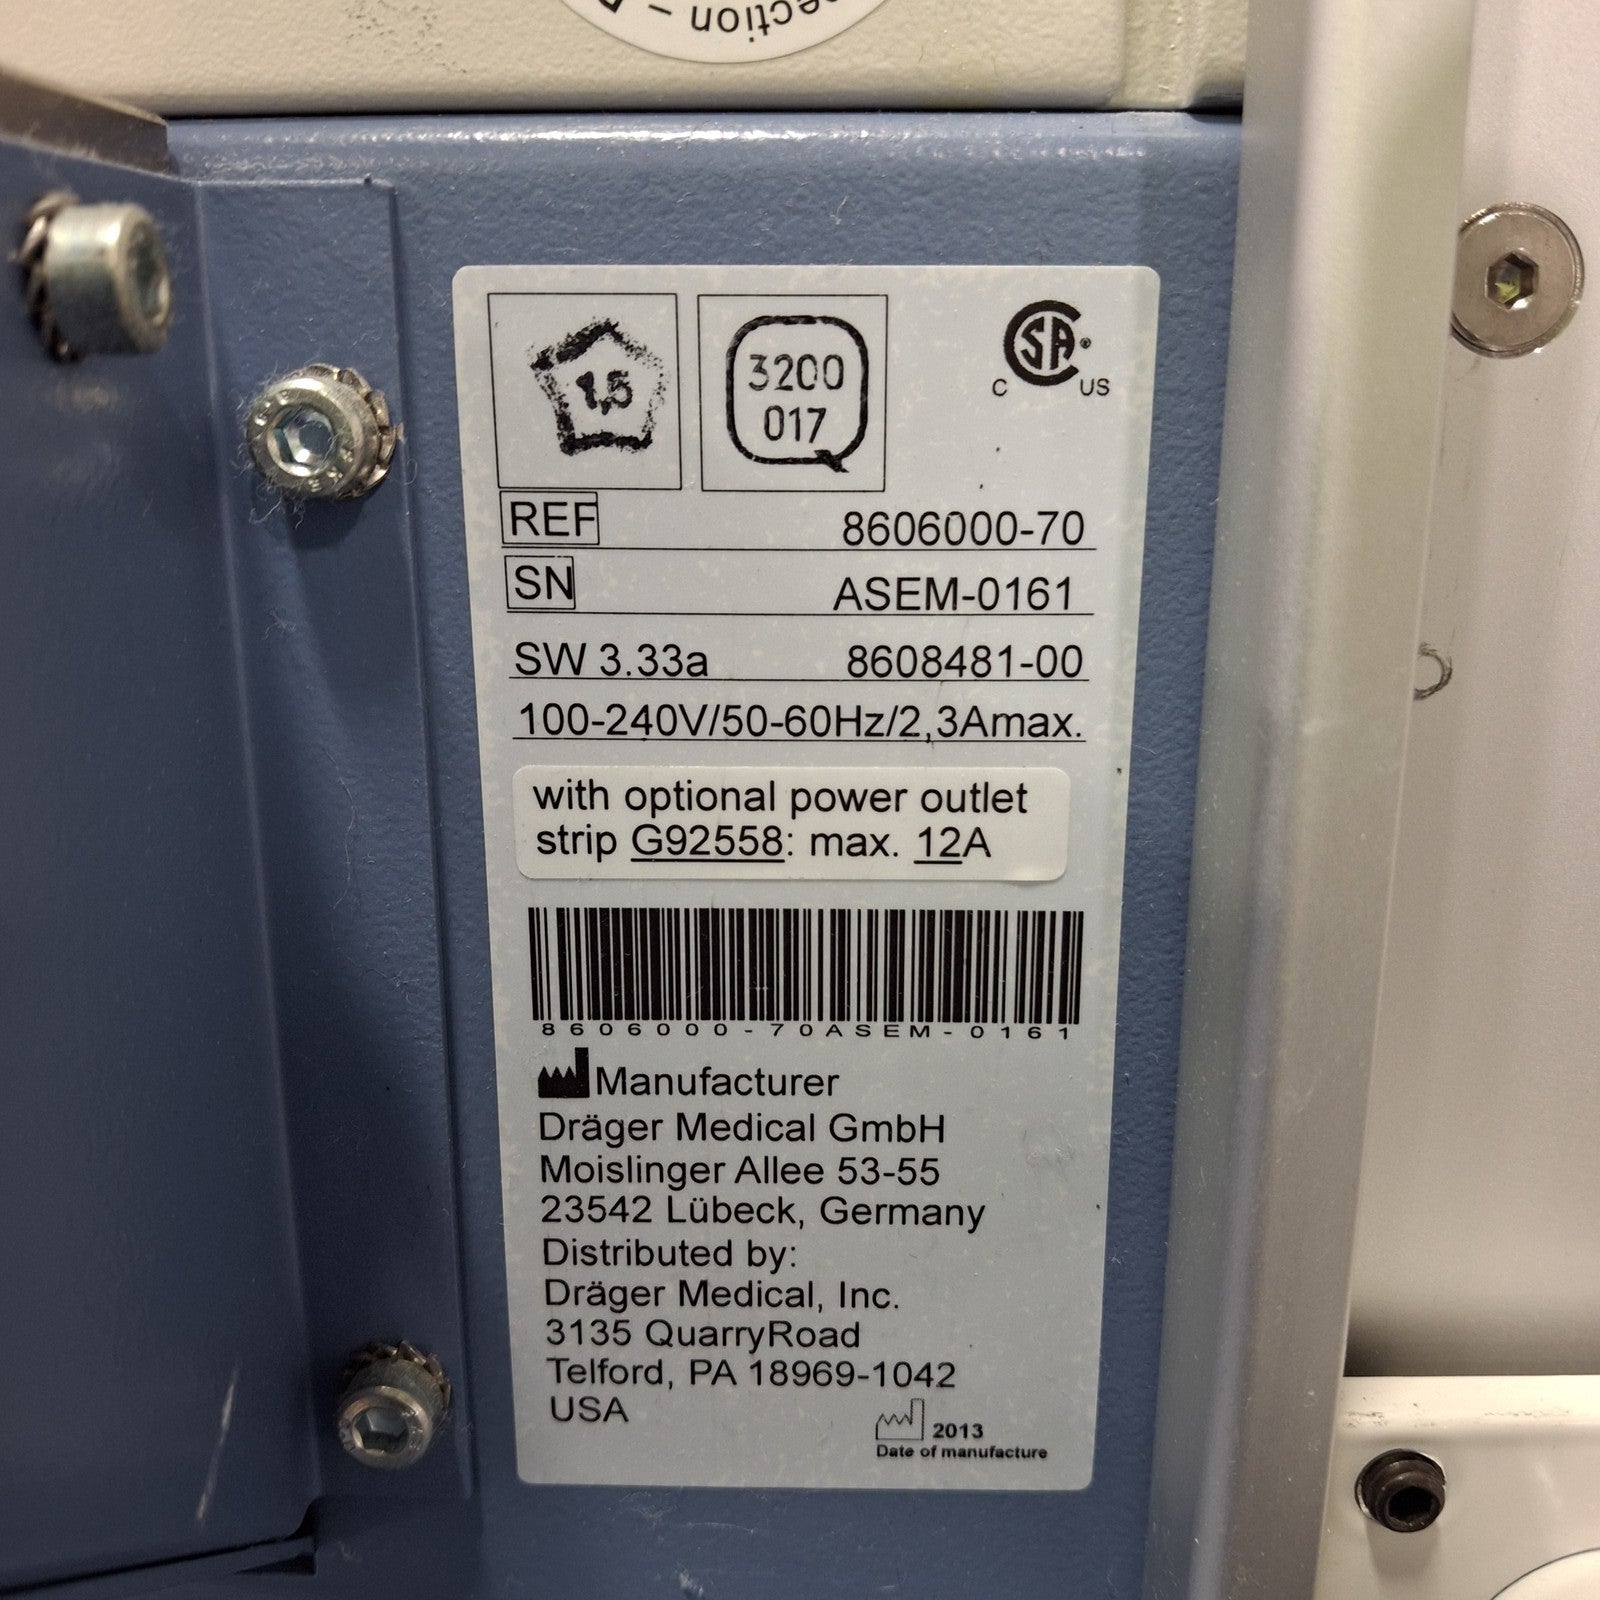 ection -
1,5
3200
017
SA
C US
REF 8606000-70
SN ASEM-0161
SW 3.33a 8608481-00
100-240V/50-60Hz/2,3Amax.
with optional power outlet
strip G92558: max. 12A
8606000-70ASEM-0161
Manufacturer
Dräger Medical GmbH
Moislinger Allee 53-55
23542 Lübeck, Germany
Distributed by:
Dräger Medical, Inc.
3135 QuarryRoad
Telford, PA 18969-1042
USA
2013
Date of manufacture